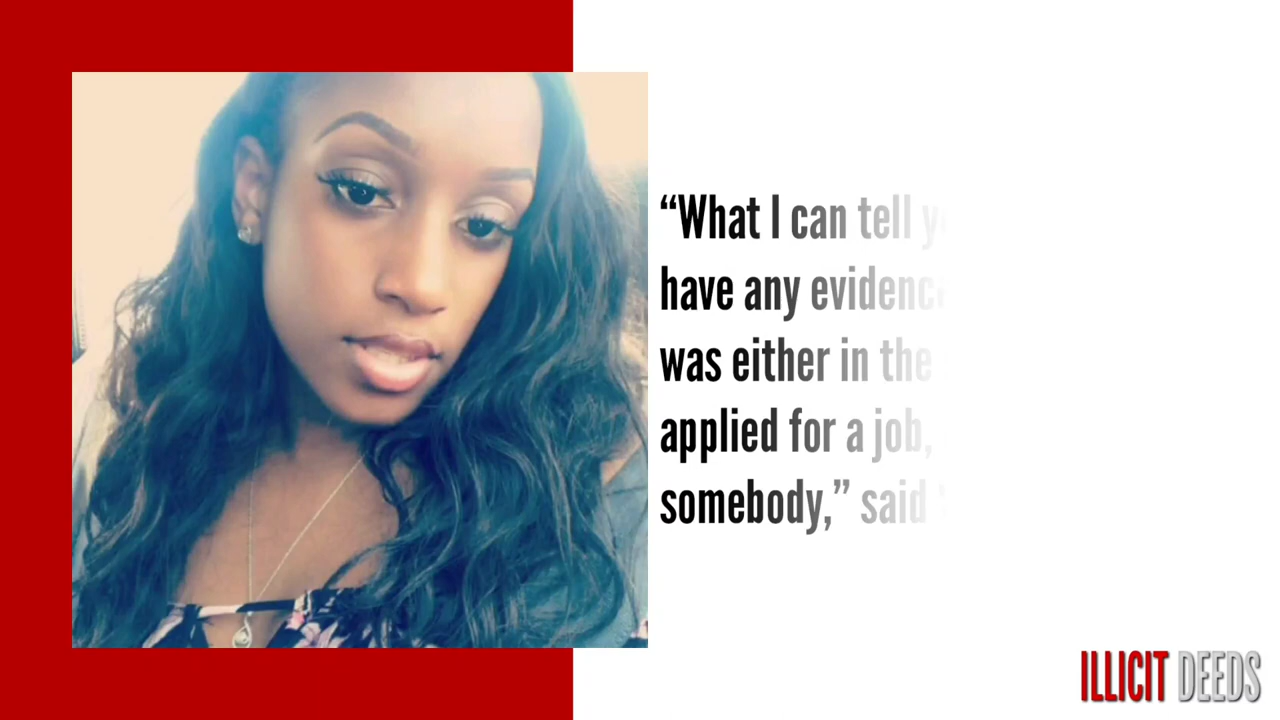 “What I can tell
have any evidence
was either in the
applied for a job,
somebody,” said
ILLICIT DEEDS